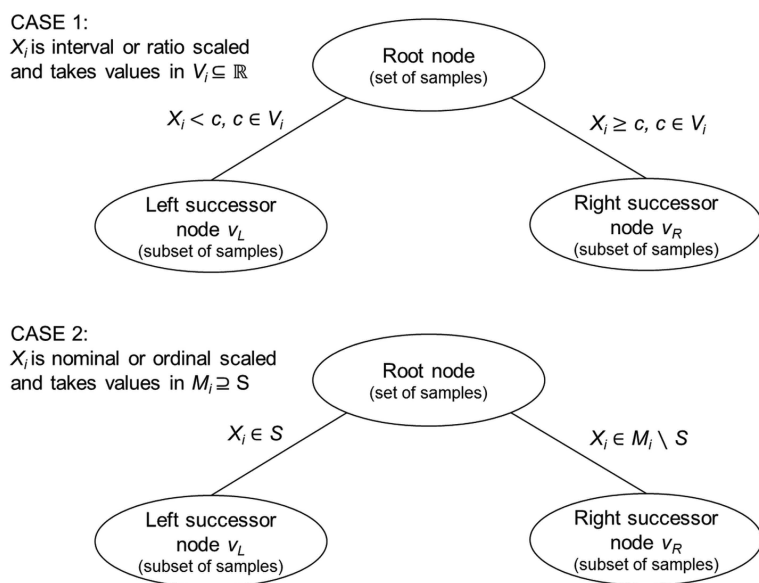 CASE 1:
Xi is interval or ratio scaled
and takes values in Vi ⊆ ℝ
Root node
(set of samples)
Xi < c, c ∈ Vi
Xi ≥ c, c ∈ Vi
Left successor
node vL
(subset of samples)
Right successor
node vR
(subset of samples)
CASE 2:
Xi is nominal or ordinal scaled
and takes values in Mi ⊇ S
Root node
(set of samples)
Xi ∈ S
Xi ∈ Mi \ S
Left successor
node vL
(subset of samples)
Right successor
node vR
(subset of samples)